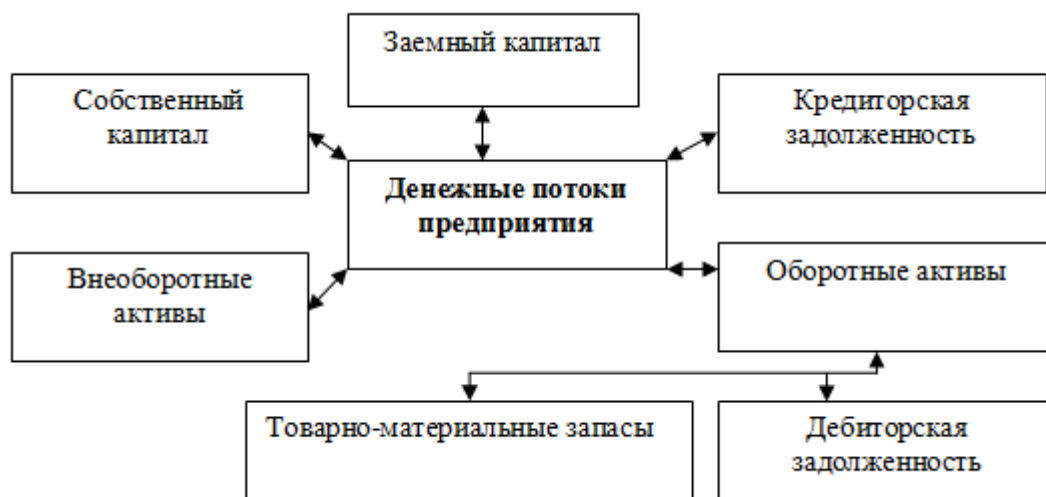 Заемный капитал
Собственный
капитал
Кредиторская
задолженность
Денежные потоки
предприятия
Внеоборотные
активы
Оборотные активы
Товарно-материальные запасы
Дебиторская
задолженность